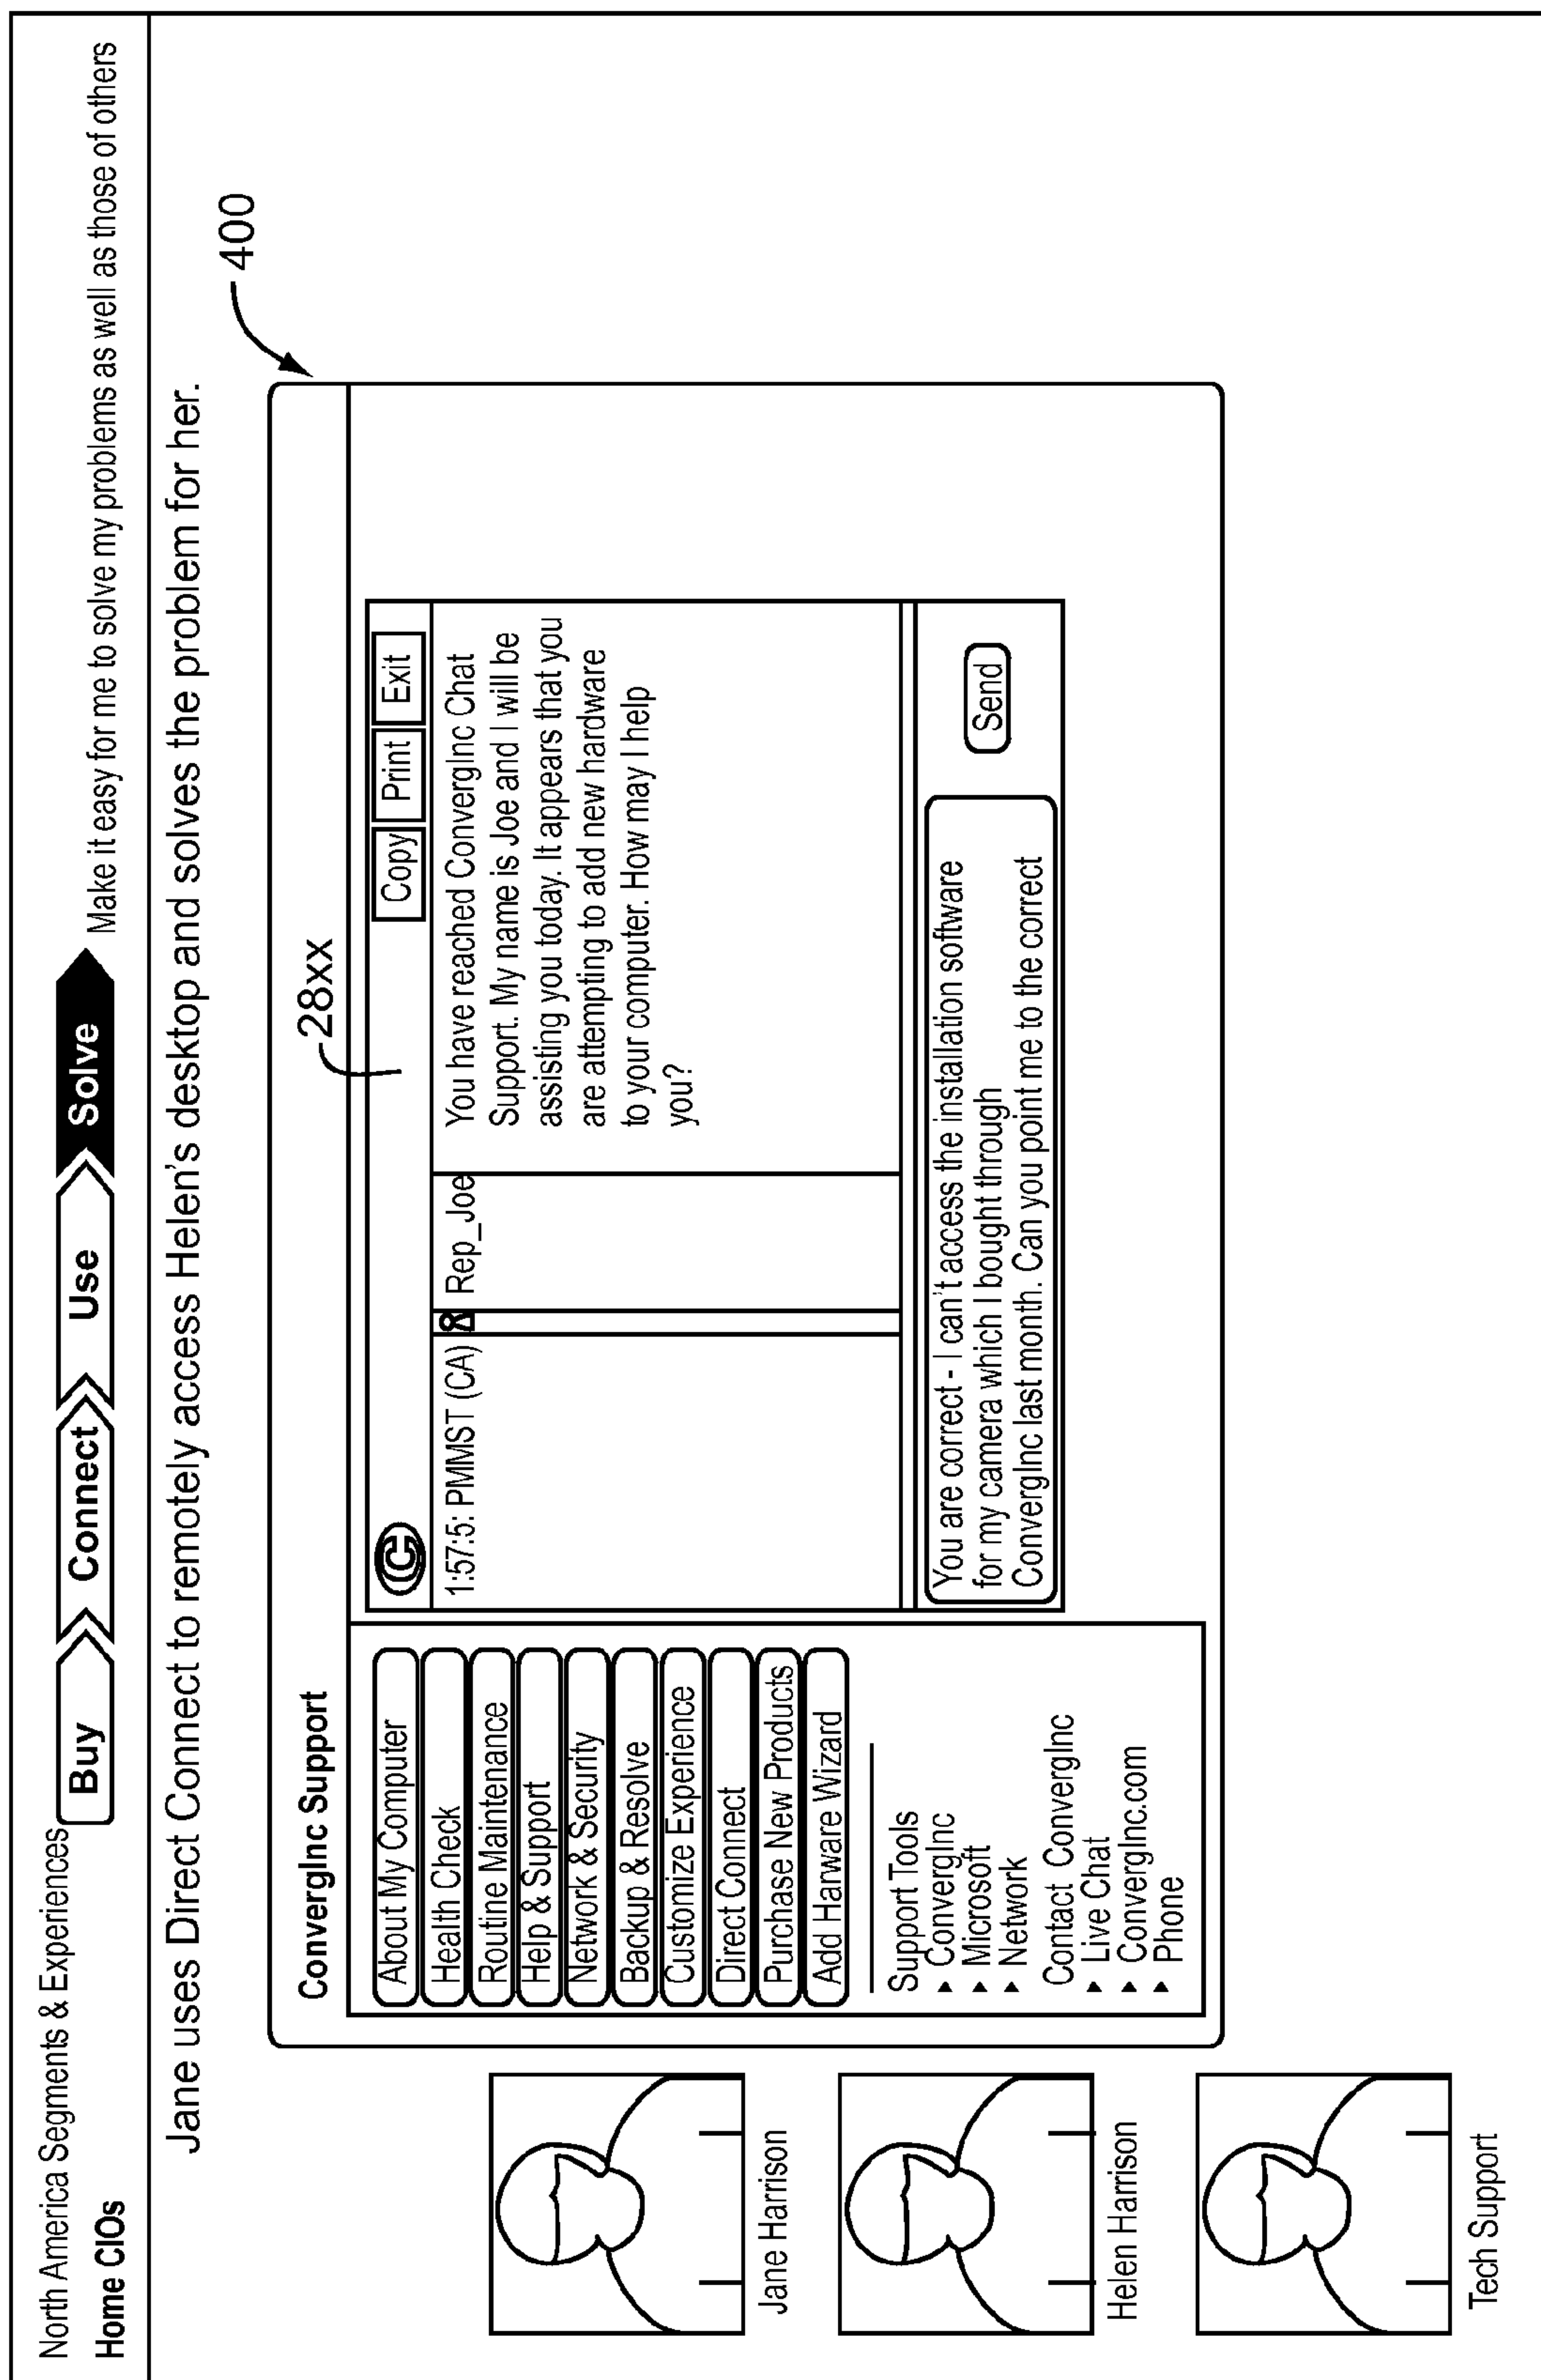 North America Segments & Experiences
Home CIOs
Buy
Connect
Use
Solve
Make it easy for me to solve my problems as well as those of others
Jane uses Direct Connect to remotely access Helen's desktop and solves the problem for her.
400
Jane Harrison
Helen Harrison
Tech Support
ConvergInc Support
About My Computer
Health Check
Routine Maintenance
Help & Support
Network & Security
Backup & Resolve
Customize Experience
Direct Connect
Purchase New Products
Add Harware Wizard
Support Tools
ConvergInc
Microsoft
Network
Contact ConvergInc
Live Chat
ConvergInc.com
Phone
28xx
C
Copy
Print
Exit
1:57:5: PMMST (CA)
Rep_Joe
You have reached ConvergInc Chat
Support. My name is Joe and I will be
assisting you today. It appears that you
are attempting to add new hardware
to your computer. How may I help
you?
You are correct - I can't access the installation software
for my camera which I bought through
ConvergInc last month. Can you point me to the correct
Send